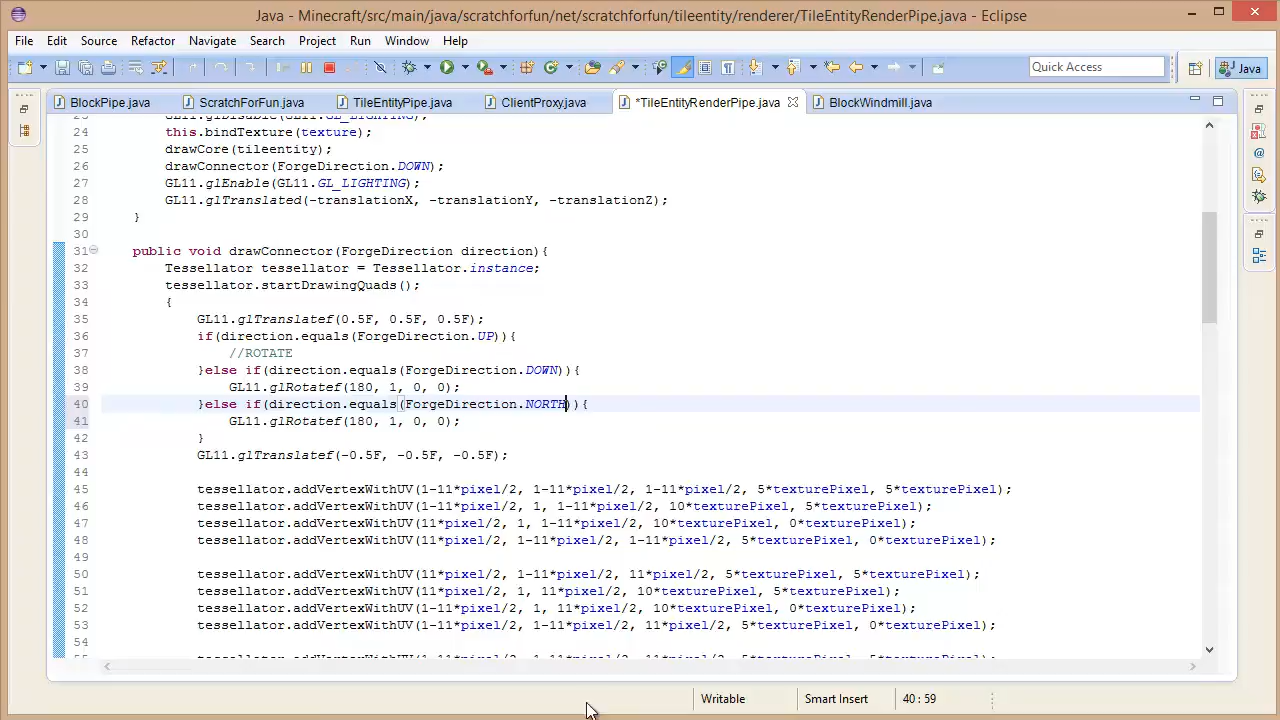 Java - Minecraft/src/main/java/scratchforfun/net/scratchforfun/tileentity/renderer/TileEntityRenderPipe.java - Eclipse
File Edit Source Refactor Navigate Search Project Run Window Help
Quick Access
Java
BlockPipe.java ScratchForFun.java TileEntityPipe.java ClientProxy.java *TileEntityRenderPipe.java BlockWindmill.java
23 GL11.glDisable(GL11.GL_LIGHTING);
24 this.bindTexture(texture);
25 drawCore(tileentity);
26 drawConnector(ForgeDirection.DOWN);
27 GL11.glEnable(GL11.GL_LIGHTING);
28 GL11.glTranslated(-translationX, -translationY, -translationZ);
29 }
30
31 public void drawConnector(ForgeDirection direction){
32 Tessellator tessellator = Tessellator.instance;
33 tessellator.startDrawingQuads();
34 {
35 GL11.glTranslatef(0.5F, 0.5F, 0.5F);
36 if(direction.equals(ForgeDirection.UP)){
37 //ROTATE
38 }else if(direction.equals(ForgeDirection.DOWN)){
39 GL11.glRotatef(180, 1, 0, 0);
40 }else if(direction.equals(ForgeDirection.NORTH)){
41 GL11.glRotatef(180, 1, 0, 0);
42 }
43 GL11.glTranslatef(-0.5F, -0.5F, -0.5F);
44
45 tessellator.addVertexWithUV(1-11*pixel/2, 1-11*pixel/2, 1-11*pixel/2, 5*texturePixel, 5*texturePixel);
46 tessellator.addVertexWithUV(1-11*pixel/2, 1, 1-11*pixel/2, 10*texturePixel, 5*texturePixel);
47 tessellator.addVertexWithUV(11*pixel/2, 1, 1-11*pixel/2, 10*texturePixel, 0*texturePixel);
48 tessellator.addVertexWithUV(11*pixel/2, 1-11*pixel/2, 1-11*pixel/2, 5*texturePixel, 0*texturePixel);
49
50 tessellator.addVertexWithUV(11*pixel/2, 1-11*pixel/2, 11*pixel/2, 5*texturePixel, 5*texturePixel);
51 tessellator.addVertexWithUV(11*pixel/2, 1, 11*pixel/2, 10*texturePixel, 5*texturePixel);
52 tessellator.addVertexWithUV(1-11*pixel/2, 1, 11*pixel/2, 10*texturePixel, 0*texturePixel);
53 tessellator.addVertexWithUV(1-11*pixel/2, 1-11*pixel/2, 11*pixel/2, 5*texturePixel, 0*texturePixel);
54
Writable Smart Insert 40 : 59